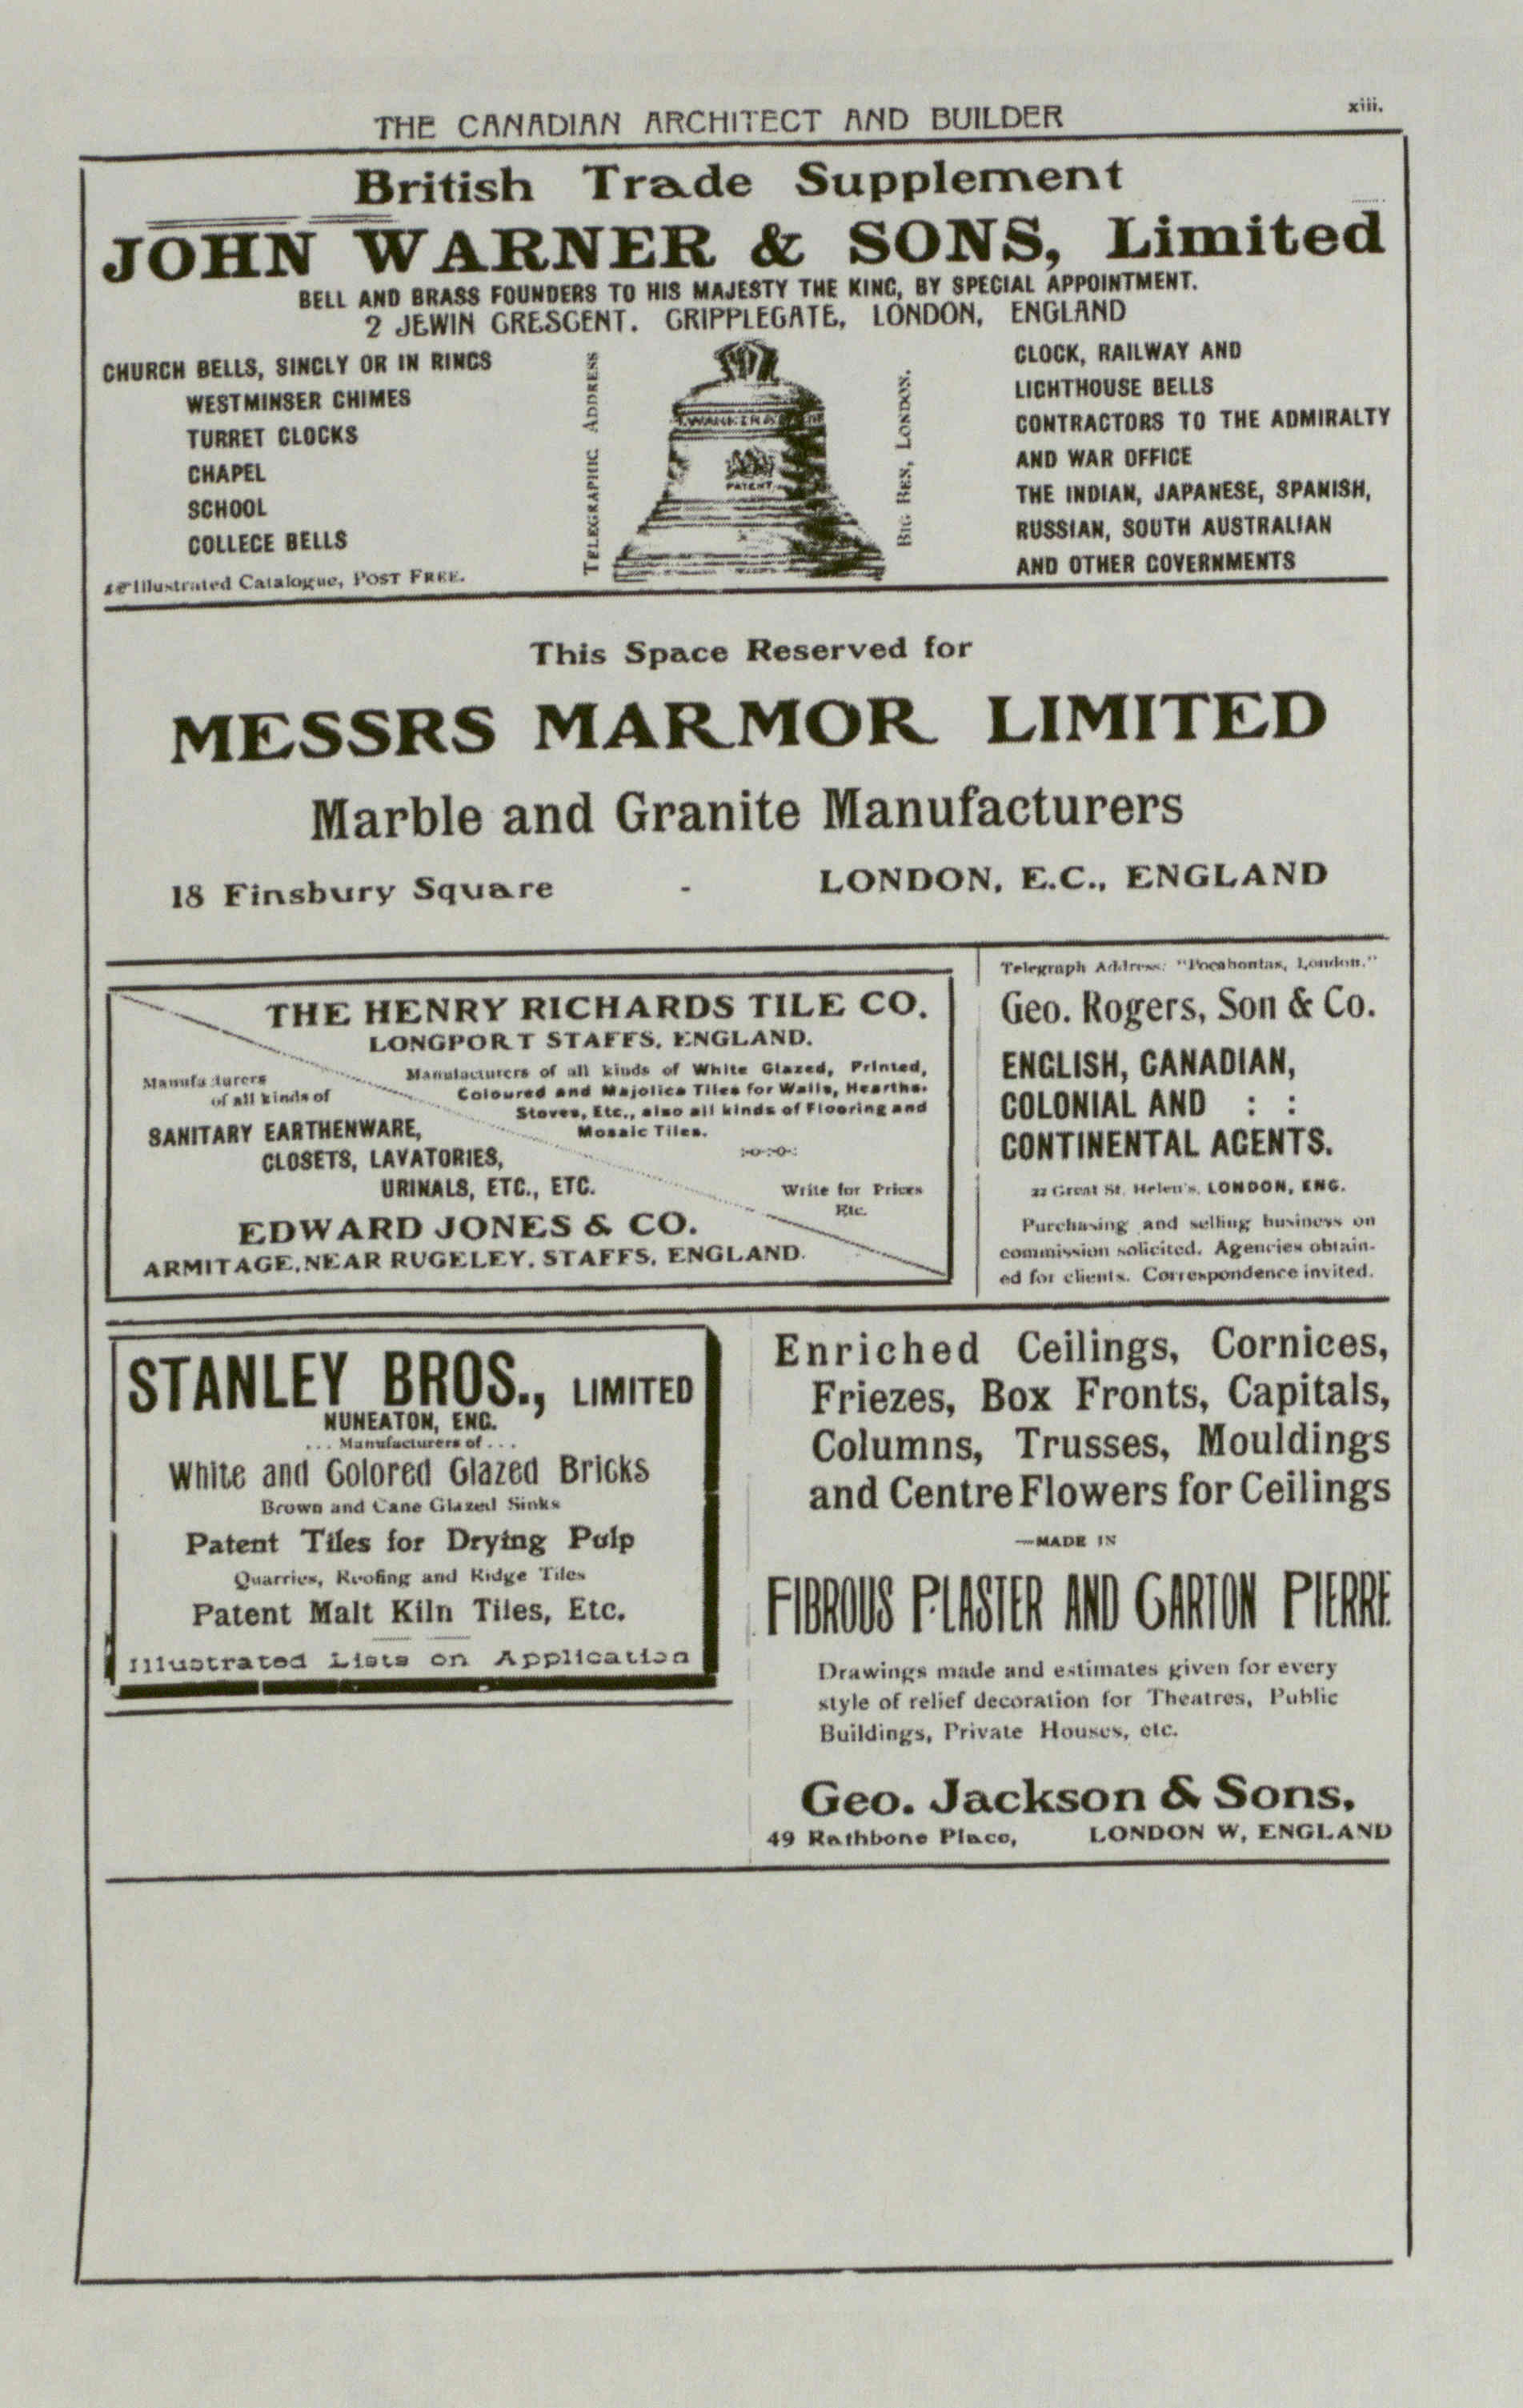 THE CANADIAN ARCHITECT AND BUILDER
xiii.
British Trade Supplement
JOHN WARNER & SONS, Limited
BELL AND BRASS FOUNDERS TO HIS MAJESTY THE KING, BY SPECIAL APPOINTMENT.
2 JEWIN CRESCENT. CRIPPLEGATE, LONDON, ENGLAND
CHURCH BELLS, SINGLY OR IN RINGS
WESTMINSER CHIMES
TURRET CLOCKS
CHAPEL
SCHOOL
COLLEGE BELLS
Illustrated Catalogue, POST FREE.
TELEGRAPHIC ADDRESS
PATENT
BIG BEN, LONDON.
CLOCK, RAILWAY AND
LIGHTHOUSE BELLS
CONTRACTORS TO THE ADMIRALTY
AND WAR OFFICE
THE INDIAN, JAPANESE, SPANISH,
RUSSIAN, SOUTH AUSTRALIAN
AND OTHER GOVERNMENTS
This Space Reserved for
MESSRS MARMOR LIMITED
Marble and Granite Manufacturers
18 Finsbury Square - LONDON, E.C., ENGLAND
THE HENRY RICHARDS TILE CO.
LONGPORT STAFFS, ENGLAND.
Manufacturers of all kinds of White Glazed, Printed,
Coloured and Majolica Tiles for Walls, Hearths.
Stoves, Etc., also all kinds of Flooring and
Mosaic Tiles.
Write for Prices
Etc.
Manufacturers
of all kinds of
SANITARY EARTHENWARE,
CLOSETS, LAVATORIES,
URINALS, ETC., ETC.
EDWARD JONES & CO.
ARMITAGE, NEAR RUGELEY, STAFFS, ENGLAND.
Telegraph Address: "Pocahontas, London."
Geo. Rogers, Son & Co.
ENGLISH, CANADIAN,
COLONIAL AND : :
CONTINENTAL AGENTS.
22 Great St. Helen's, LONDON, ENG.
Purchasing and selling business on
commission solicited. Agencies obtain-
ed for clients. Correspondence invited.
STANLEY BROS., LIMITED
NUNEATON, ENG.
... Manufacturers of ...
White and Colored Glazed Bricks
Brown and Cane Glazed Sinks
Patent Tiles for Drying Pulp
Quarries, Roofing and Ridge Tiles
Patent Malt Kiln Tiles, Etc.
Illustrated Lists on Application
Enriched Ceilings, Cornices,
Friezes, Box Fronts, Capitals,
Columns, Trusses, Mouldings
and Centre Flowers for Ceilings
—MADE IN
FIBROUS PLASTER AND CARTON PIERRE
Drawings made and estimates given for every
style of relief decoration for Theatres, Public
Buildings, Private Houses, etc.
Geo. Jackson & Sons,
49 Rathbone Place, LONDON W, ENGLAND